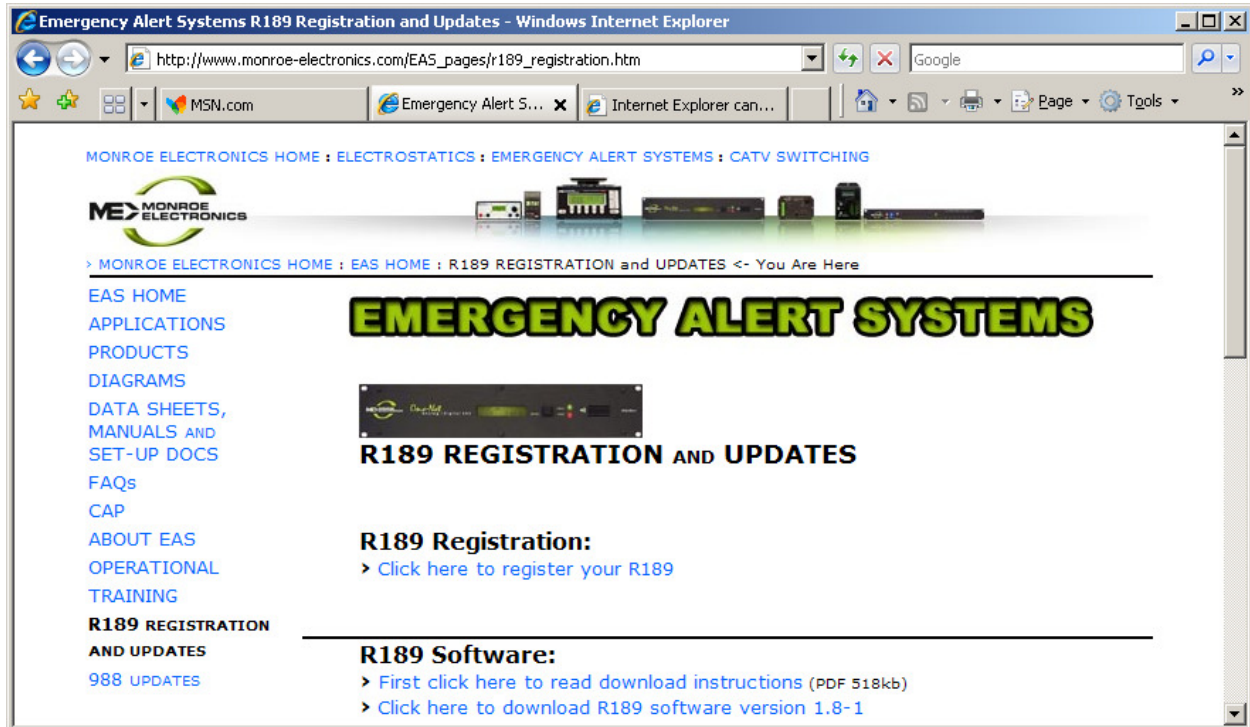 Emergency Alert Systems R189 Registration and Updates - Windows Internet Explorer
http://www.monroe-electronics.com/EAS_pages/r189_registration.htm
Google
MSN.com
Emergency Alert S...
Internet Explorer can...
Page
Tools
»
MONROE ELECTRONICS HOME : ELECTROSTATICS : EMERGENCY ALERT SYSTEMS : CATV SWITCHING
ME> MONROE
ELECTRONICS
> MONROE ELECTRONICS HOME : EAS HOME : R189 REGISTRATION and UPDATES <- You Are Here
EAS HOME
APPLICATIONS
PRODUCTS
DIAGRAMS
DATA SHEETS,
MANUALS AND
SET-UP DOCS
FAQs
CAP
ABOUT EAS
OPERATIONAL
TRAINING
R189 REGISTRATION
AND UPDATES
988 UPDATES
EMERGENCY ALERT SYSTEMS
One-Net
R189 REGISTRATION AND UPDATES
R189 Registration:
> Click here to register your R189
R189 Software:
> First click here to read download instructions (PDF 518kb)
> Click here to download R189 software version 1.8-1